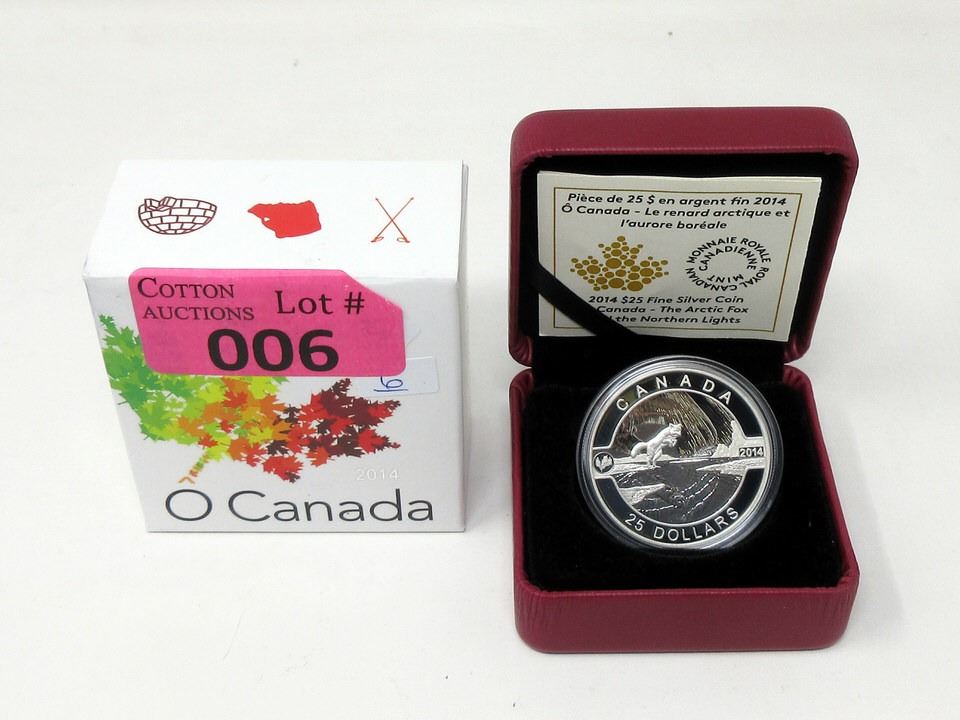 COTTON
AUCTIONS
Lot #
006
6
2014
O Canada
Pièce de 25 $ en argent fin 2014
Ô Canada - Le renard arctique et
l'aurore boréale
MONNAIE ROYALE CANADIENNE
ROYAL CANADIAN MINT
2014 $25 Fine Silver Coin
Canada - The Arctic Fox
the Northern Lights
CANADA
2014
25 DOLLARS